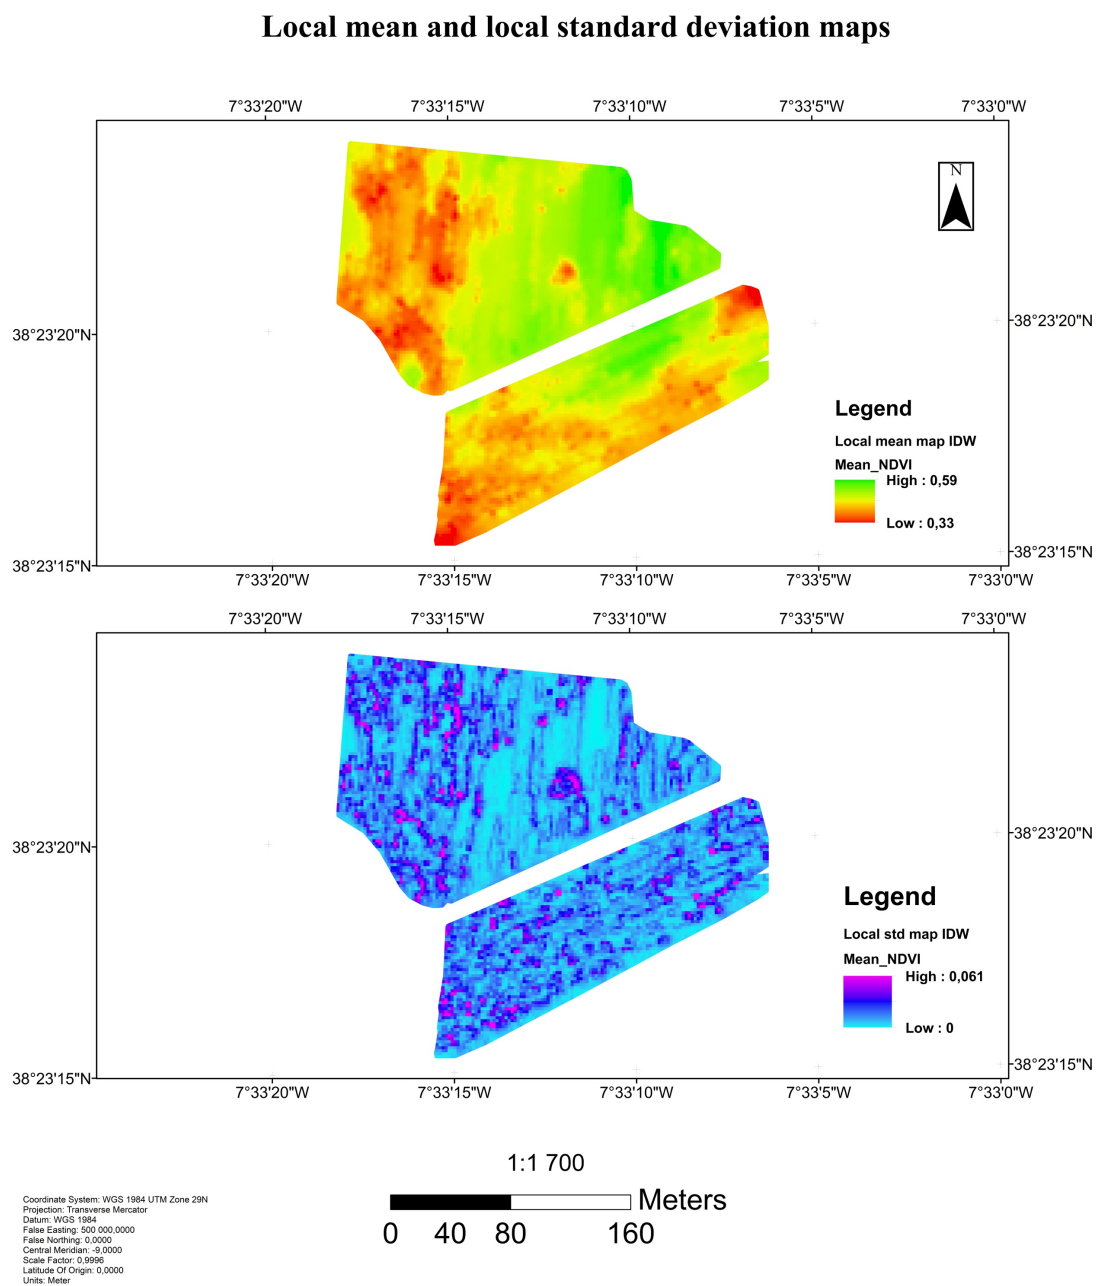 Local mean and local standard deviation maps
7°33'20"W 7°33'15"W 7°33'10"W 7°33'5"W 7°33'0"W
N
38°23'20"N 38°23'20"N
Legend
Local mean map IDW
Mean_NDVI
High : 0,59
Low : 0,33
38°23'15"N 38°23'15"N
7°33'20"W 7°33'15"W 7°33'10"W 7°33'5"W 7°33'0"W
7°33'20"W 7°33'15"W 7°33'10"W 7°33'5"W 7°33'0"W
38°23'20"N 38°23'20"N
Legend
Local std map IDW
Mean_NDVI
High : 0,061
Low : 0
38°23'15"N 38°23'15"N
7°33'20"W 7°33'15"W 7°33'10"W 7°33'5"W 7°33'0"W
1:1 700
Meters
0 40 80 160
Coordinate System: WGS 1984 UTM Zone 29N
Projection: Transverse Mercator
Datum: WGS 1984
False Easting: 500 000,0000
False Northing: 0,0000
Central Meridian: -9,0000
Scale Factor: 0,9996
Latitude Of Origin: 0,0000
Units: Meter